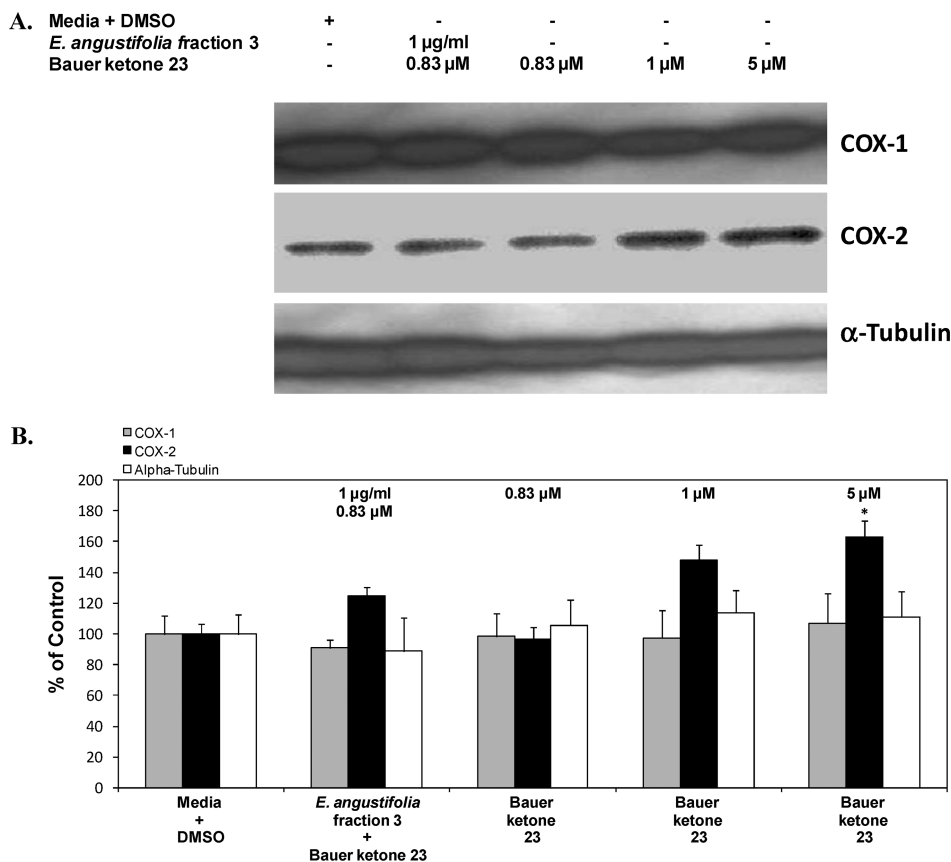 A.
Media + DMSO + - - - -
E. angustifolia fraction 3 - 1 µg/ml - - -
Bauer ketone 23 - 0.83 µM 0.83 µM 1 µM 5 µM
COX-1
COX-2
α-Tubulin
B.
COX-1
COX-2
Alpha-Tubulin
200
180
160
140
120
100
80
60
40
20
0
% of Control
1 µg/ml
0.83 µM
0.83 µM
1 µM
5 µM
*
Media
+
DMSO
E. angustifolia
fraction 3
+
Bauer ketone 23
Bauer
ketone
23
Bauer
ketone
23
Bauer
ketone
23